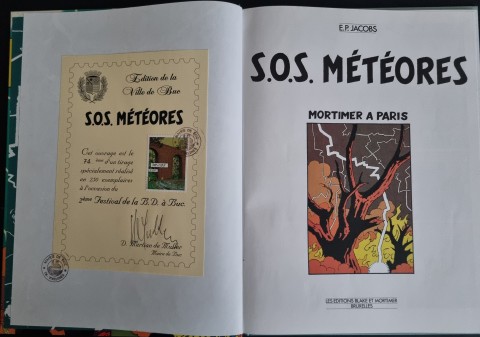 Edition de la
Ville de Buc
S.O.S. MÉTÉORES
Cet ouvrage est le
74 ème d'un tirage
spécialement réalisé
en 250 exemplaires
à l'occasion du
2ème Festival de la B.D. à Buc.
Maire de Buc
E.P. JACOBS
S.O.S. MÉTÉORES
MORTIMER A PARIS
LES EDITIONS BLAKE ET MORTIMER
BRUXELLES